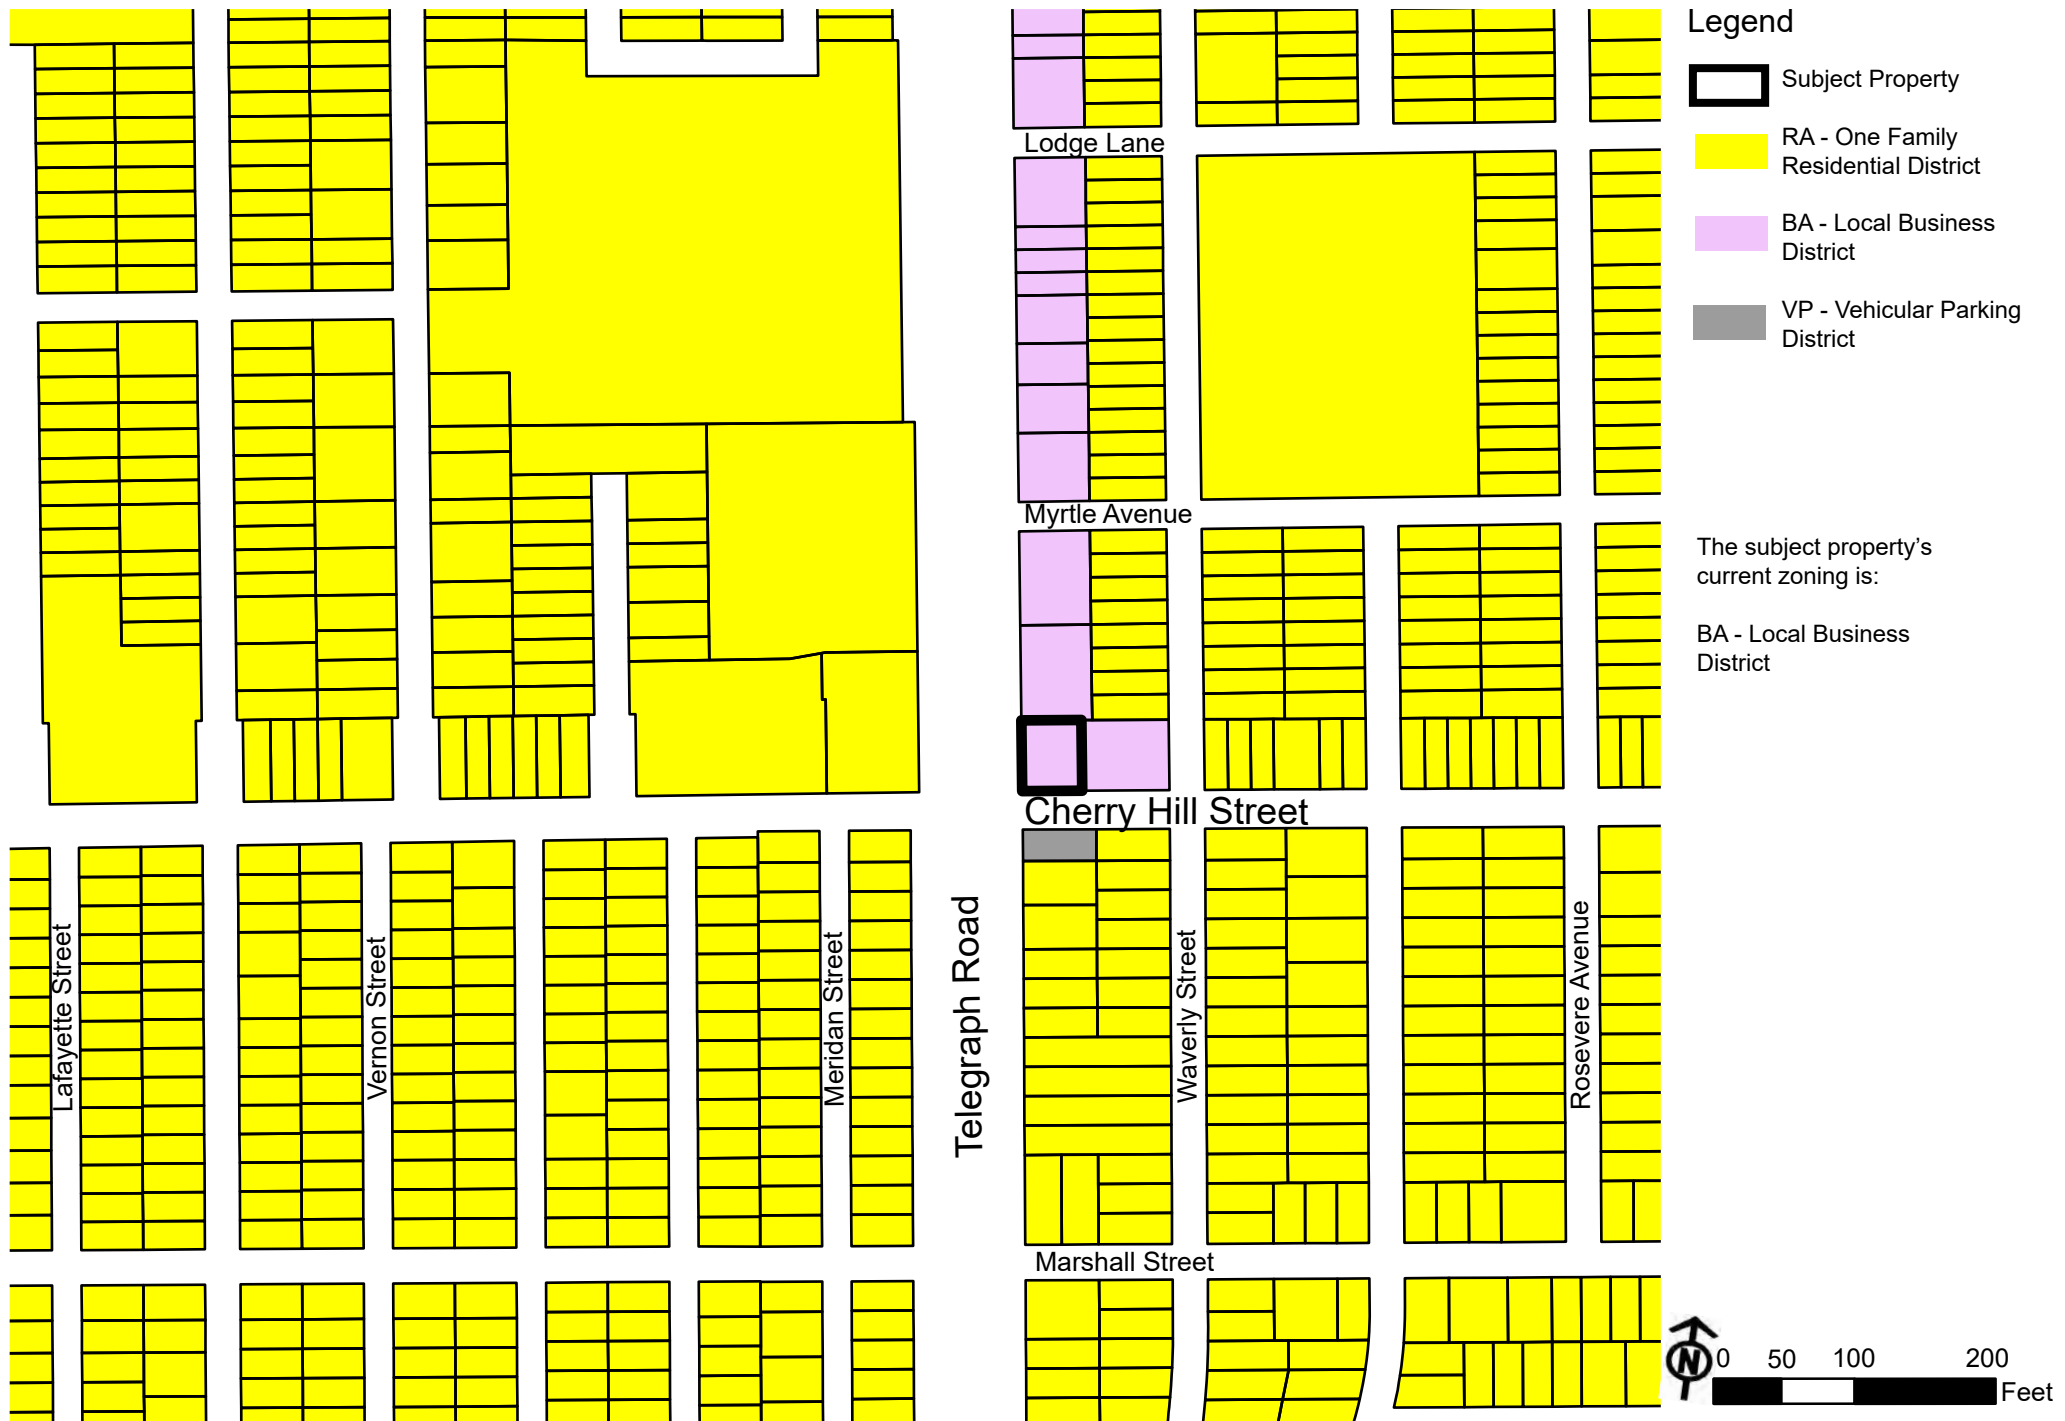 Legend
Subject Property
RA - One Family
Residential District
BA - Local Business
District
VP - Vehicular Parking
District
The subject property’s
current zoning is:
BA - Local Business
District
Lodge Lane
Myrtle Avenue
Cherry Hill Street
Lafayette Street
Vernon Street
Meridan Street
Telegraph Road
Waverly Street
Rosevere Avenue
Marshall Street
N
0 50 100 200
Feet